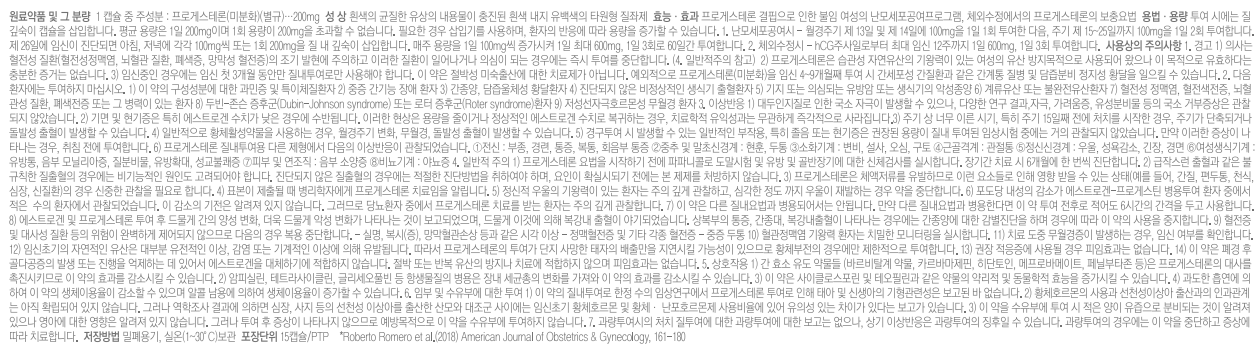 원료약품 및 그 분량 1 캡슐 중 주성분 : 프로게스테론(미분화)(별규)…200mg 성 상 흰색의 균질한 유상의 내용물이 충진된 흰색 내지 유백색의 타원형 질좌제 효능 · 효과 프로게스테론 결핍으로 인한 불임 여성의 난모세포공여프로그램, 체외수정에서의 프로게스테론의 보충요법 용법 · 용량 투여 시에는 질
깊숙이 캡슐을 삽입합니다. 평균 용량은 1일 200mg이며 1회 용량이 200mg을 초과할 수 없습니다. 필요한 경우 삽입기를 사용하며, 환자의 반응에 따라 용량을 증가할 수 있습니다. 1. 난모세포공여시 - 월경주기 제 13일 및 제 14일에 100mg을 1일 1회 투여한 다음, 주기 제 15~25일까지 100mg을 1일 2회 투여합니다.
제 26일에 임신이 진단되면 아침, 저녁에 각각 100mg씩 또는 1회 200mg을 질 내 깊숙이 삽입합니다. 매주 용량을 1일 100mg씩 증가시켜 1일 최대 600mg, 1일 3회로 60일간 투여합니다. 2. 체외수정시 - hCG주사일로부터 최대 임신 12주까지 1일 600mg, 1일 3회 투여합니다. 사용상의 주의사항 1. 경고 1) 의사는
혈전성 질환(혈전성정맥염, 뇌혈관 질환, 폐색증, 망막성 혈전증)의 조기 발현에 주의하고 이러한 질환이 일어나거나 의심이 되는 경우에는 즉시 투여를 중단합니다. (4. 일반적주의 참고) 2) 프로게스테론은 습관성 자연유산의 기왕력이 있는 여성의 유산 방지목적으로 사용되어 왔으나 이 목적으로 유효하다는
충분한 증거는 없습니다. 3) 임신중인 경우에는 임신 첫 3개월 동안만 질내투여로만 사용해야 합니다. 이 약은 절박성 미숙산출에 대한 치료제가 아닙니다. 예외적으로 프로게스테론(미분화)을 임신 4~9개월째 투여 시 간세포성 간질환과 같은 간계통 질병 및 담즙분비 정지성 황달을 일으킬 수 있습니다. 2. 다음
환자에는 투여하지 마십시오. 1) 이 약의 구성성분에 대한 과민증 및 특이체질환자 2) 중증 간기능 장애 환자 3) 간종양, 담즙울체성 황달환자 4) 진단되지 않은 비정상적인 생식기 출혈환자 5) 기지 또는 의심되는 유방암 또는 생식기의 악성종양 6) 계류유산 또는 불완전유산환자 7) 혈전성 정맥염, 혈전색전증, 뇌혈
관성 질환, 폐색전증 또는 그 병력이 있는 환자 8) 두빈-존슨 증후군(Dubin-Johnson syndrome) 또는 로터 증후군(Rotor syndrome)환자 9) 저성선자극호르몬성 무월경 환자 3. 이상반응 1) 대두인지질로 인한 국소 자극이 발생할 수 있으나, 다양한 연구 결과,자극, 가려움증, 유성분비물 등의 국소 거부징상은 관찰
되지 않았습니다. 2) 기면 및 현기증은 특히 에스트로겐 수치가 낮은 경우에 수반됩니다. 이러한 현상은 용량을 줄이거나 정상적인 에스트로겐 수치로 복귀하는 경우, 치료학적 유익성과는 무관하게 즉각적으로 사라집니다.3) 주기 상 너무 이른 시기, 특히 주기 15일째 전에 처치를 시작한 경우, 주기가 단축되거나
돌발성 출혈이 발생할 수 있습니다. 4) 일반적으로 황체활성약물을 사용하는 경우, 월경주기 변화, 무월경, 돌발성 출혈이 발생할 수 있습니다. 5) 경구투여 시 발생할 수 있는 일반적인 부작용, 특히 졸음 또는 현기증은 권장된 용량이 질내 투여된 임상시험 중에는 거의 관찰되지 않았습니다. 만약 이러한 증상이 나
타나는 경우, 취침 전에 투여합니다. 6) 프로게스테론 질내투여용 다른 제형에서 다음의 이상반응이 관찰되었습니다. ①전신 : 부종, 경련, 통증, 복통, 회음부 통증 ②중추 및 말초신경계 : 현훈, 두통 ③소화기계 : 변비, 설사, 오심, 구토 ④근골격계 : 관절통 ⑤정신신경계 : 우울, 성욕감소, 긴장, 경면 ⑥여성생식기계 :
유방통, 음부 모닐리아증, 질분비물, 유방확대, 성교불쾌증 ⑦피부 및 연조직 : 음부 소양증 ⑧비뇨기계 : 야뇨증 4. 일반적 주의 1) 프로게스테론 요법을 시작하기 전에 파파니콜로 도말시험 및 유방 및 골반장기에 대한 신체검사를 실시합니다. 장기간 치료 시 6개월에 한 번씩 진단합니다. 2) 급작스런 출혈과 같은 불
규칙한 질출혈의 경우에는 비기능적인 원인도 고려되어야 합니다. 진단되지 않은 질출혈의 경우에는 적절한 진단방법을 취하여야 하며, 요인이 확실시되기 전에는 본 제제를 처방하지 않습니다. 3) 프로게스테론은 체액저류를 유발하므로 이런 요소들로 인해 영향 받을 수 있는 상태(예를 들어, 간질, 편두통, 천식,
심장, 신질환)의 경우 신중한 관찰을 필요로 합니다. 4) 표본이 제출될 때 병리학자에게 프로게스테론 치료임을 알립니다. 5) 정신적 우울의 기왕력이 있는 환자는 주의 깊게 관찰하고, 심각한 정도 까지 우울이 재발하는 경우 약을 중단합니다. 6) 포도당 내성의 감소가 에스트로겐-프로게스틴 병용투여 환자 중에서
적은 수의 환자에서 관찰되었습니다. 이 감소의 기전은 알려져 있지 않습니다. 그러므로 당뇨환자 중에서 프로게스테론 치료를 받는 환자는 주의 깊게 관찰합니다. 7) 이 약은 다른 질내요법과 병용되어서는 안됩니다. 만약 다른 질내요법과 병용한다면 이 약 투여 전후로 적어도 6시간의 간격을 두고 사용합니다.
8) 에스트로겐 및 프로게스테론 투여 후 드물게 간의 양성 변화, 더욱 드물게 악성 변화가 나타나는 것이 보고되었으며, 드물게 이것에 의해 복강내 출혈이 야기되었습니다. 상복부의 통증, 간종대, 복강내출혈이 나타나는 경우에는 간종양에 대한 감별진단을 하며 경우에 따라 이 약의 사용을 중지합니다. 9) 혈전증
및 대사성 질환 등의 위험이 완벽하게 제어되지 않으므로 다음의 경우 복용 중단합니다. - 실명, 복시(증), 망막혈관손상 등과 같은 시각 이상 - 정맥혈전증 및 기타 각종 혈전증 - 중증 두통 10) 혈관정맥염 기왕력 환자는 치밀한 모니터링을 실시합니다. 11) 치료 도중 무월경증이 발생하는 경우, 임신 여부를 확인합니다.
12) 임신초기의 자연적인 유산은 대부분 유전적인 이상, 감염 또는 기계적인 이상에 의해 유발됩니다. 따라서 프로게스테론의 투여가 단지 사망한 태자의 배출만을 지연시킬 가능성이 있으므로 황체부전의 경우에만 제한적으로 투여합니다. 13) 권장 적응증에 사용될 경우 피임효과는 없습니다. 14) 이 약은 폐경 후
골다공증의 발생 또는 진행을 억제하는 데 있어서 에스트로겐을 대체하기에 적합하지 않습니다. 절박 또는 반복 유산의 방지나 치료에 적합하지 않으며 피임효과는 없습니다. 5. 상호작용 1) 간 효소 유도 약물들 (바르비탈계 약물, 카르바마제핀, 히단토인, 메프로바메이트, 페닐부타존 등)은 프로게스테론의 대사를
촉진시키므로 이 약의 효과를 감소시킬 수 있습니다. 2) 암피실린, 테트라사이클린, 글리세오풀빈 등 항생물질의 병용은 장내 세균총의 변화를 가져와 이 약의 효과를 감소시킬 수 있습니다. 3) 이 약은 사이클로스포린 및 테오필린과 같은 약물의 약리적 및 동물학적 효능을 증가시킬 수 있습니다. 4) 과도한 흡연에 의
하여 이 약의 생체이용율이 감소할 수 있으며 알콜 남용에 의하여 생체이용율이 증가할 수 있습니다. 6. 임부 및 수유부에 대한 투여 1) 이 약의 질내투여로 한정 수의 임상연구에서 프로게스테론 투여로 인해 태아 및 신생아의 기형관련성은 보고된 바 없습니다. 2) 황체호르몬의 사용과 선천성이상아 출산과의 인과관계
는 아직 확립되어 있지 않습니다. 그러나 역학조사 결과에 의하면 심장, 사지 등의 선천성 이상아를 출산한 산모와 대조군 사이에는 임신초기 황체호르몬 및 황체 · 난포호르몬제 사용비율에 있어 유의성 있는 차이가 있다는 보고가 있습니다. 3) 이 약을 수유부에 투여 시 적은 양이 유즙으로 분비되는 것이 알려져
있으나 영아에 대한 영향은 알려져 있지 않습니다. 그러나 투여 후 증상이 나타나지 않으므로 예방목적으로 이 약을 수유부에 투여하지 않습니다. 7. 과량투여시의 처치 질투여에 대한 과량투여에 대한 보고는 없으나, 상기 이상반응은 과량투여의 징후일 수 있습니다. 과량투여의 경우에는 이 약을 중단하고 증상에
따라 치료합니다. 저장방법 밀폐용기, 실온(1~30℃)보관 포장단위 15캡슐/PTP *Roberto Romero et al.(2018) American Journal of Obstetrics & Gynecology, 161-180